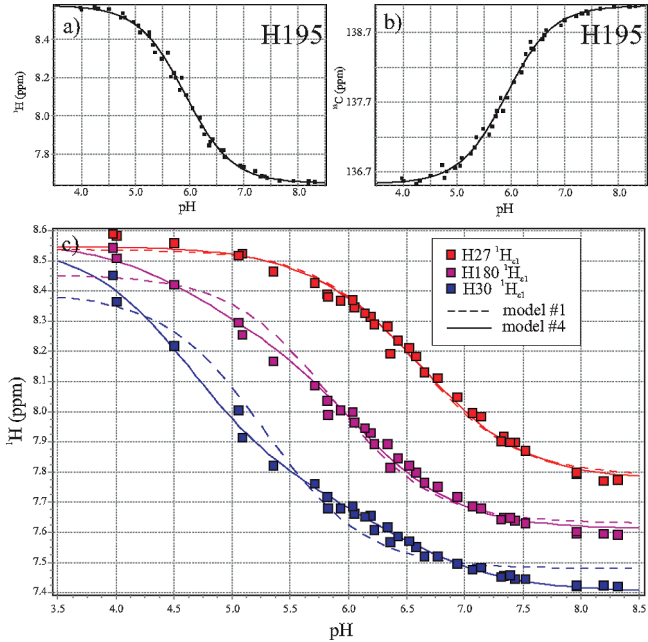 a)
H195
8.4
8.2
8.0
7.8
¹H (ppm)
4.0 5.0 6.0 7.0 8.0
pH
b)
H195
138.7
137.7
136.7
¹³C (ppm)
4.0 5.0 6.0 7.0 8.0
pH
c)
8.6
8.5
8.4
8.3
8.2
8.1
8.0
7.9
7.8
7.7
7.6
7.5
7.4
¹H (ppm)
H27 ¹Hε1
H180 ¹Hε1
H30 ¹Hε1
model #1
model #4
3.5 4.0 4.5 5.0 5.5 6.0 6.5 7.0 7.5 8.0 8.5
pH